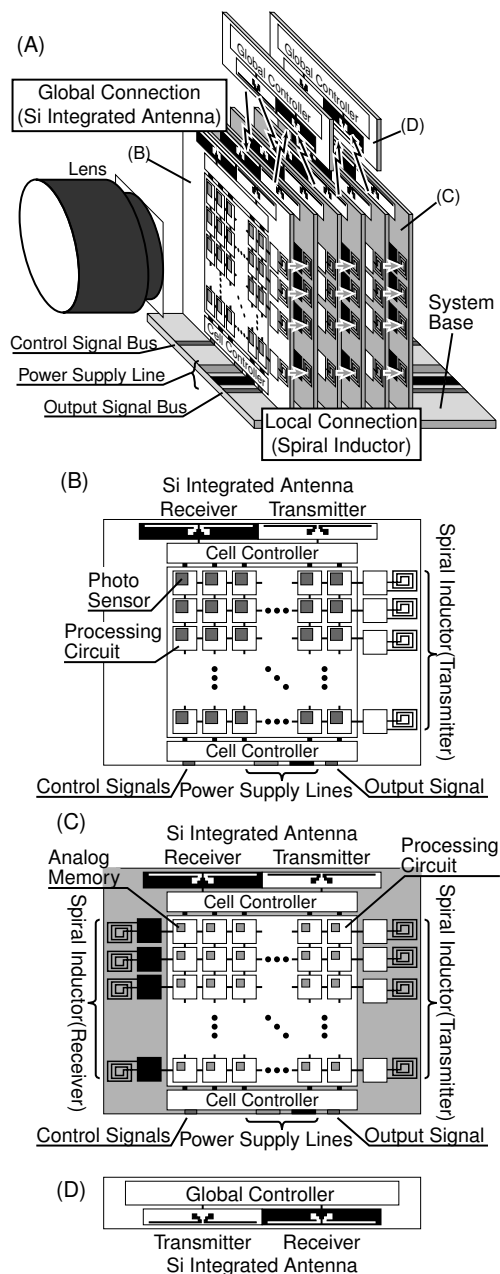 (A)
Global Controller
Global Controller
Global Connection
(Si Integrated Antenna)
(D)
(B)
Lens
(C)
Cell Controller
System
Base
Control Signal Bus
Power Supply Line
Output Signal Bus
Local Connection
(Spiral Inductor)
(B)
Si Integrated Antenna
Receiver Transmitter
Cell Controller
Photo
Sensor
Processing
Circuit
Spiral Inductor(Transmitter)
Cell Controller
Control Signals
Power Supply Lines
Output Signal
(C)
Si Integrated Antenna
Analog
Memory
Receiver Transmitter
Processing
Circuit
Cell Controller
Spiral Inductor(Receiver)
Spiral Inductor(Transmitter)
Cell Controller
Control Signals
Power Supply Lines
Output Signal
(D)
Global Controller
Transmitter Receiver
Si Integrated Antenna